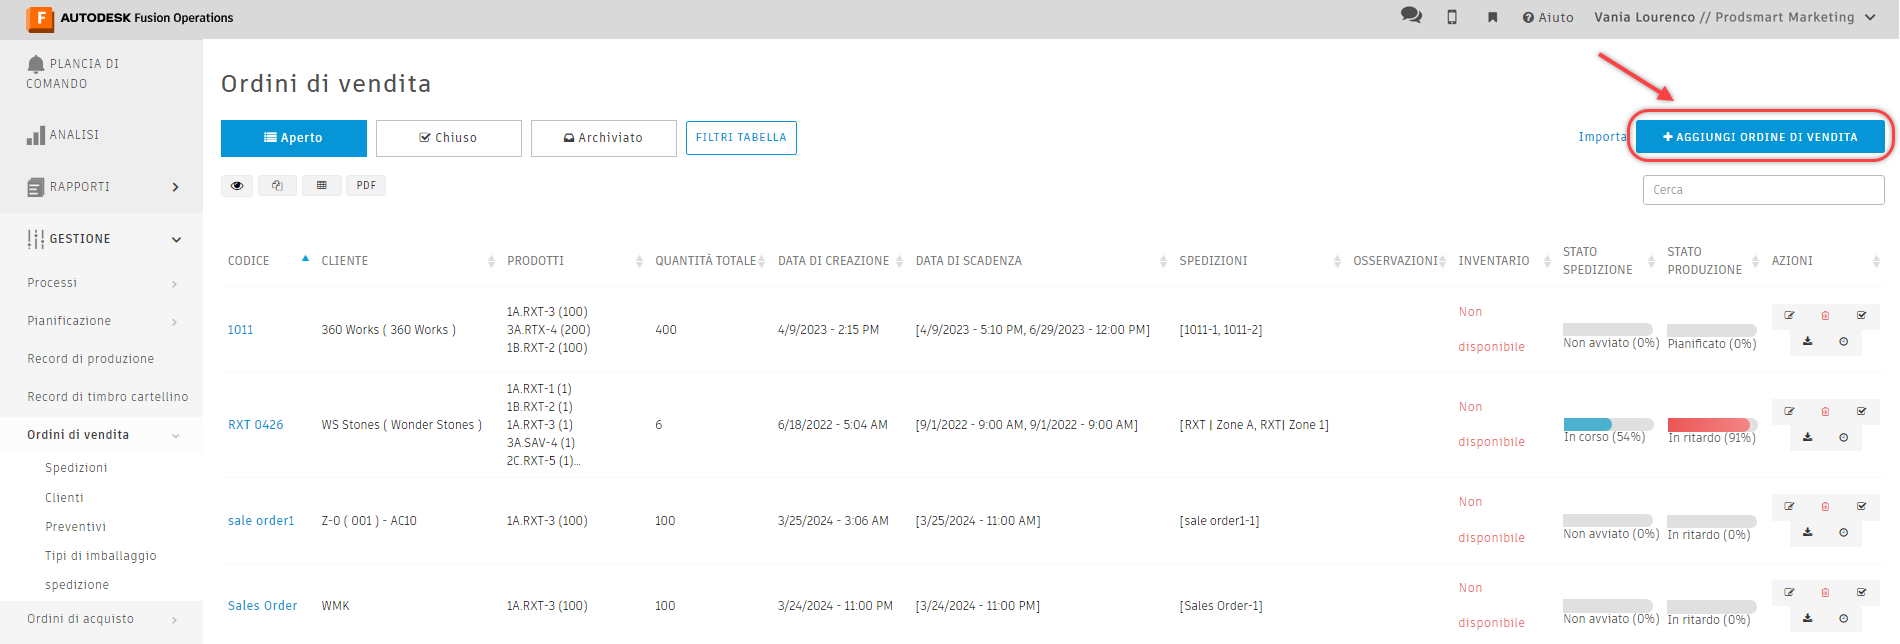 AUTODESK Fusion Operations
Aiuto
Vania Lourenco // Prodsmart Marketing
PLANCIA DI
COMANDO
ANALISI
RAPPORTI
GESTIONE
Processi
Pianificazione
Record di produzione
Record di timbro cartellino
Ordini di vendita
Spedizioni
Clienti
Preventivi
Tipi di imballaggio
spedizione
Ordini di acquisto
Ordini di vendita
Aperto
Chiuso
Archiviato
FILTRI TABELLA
Importa
+ AGGIUNGI ORDINE DI VENDITA
PDF
Cerca
CODICE CLIENTE PRODOTTI QUANTITÀ TOTALE DATA DI CREAZIONE DATA DI SCADENZA SPEDIZIONI OSSERVAZIONI INVENTARIO STATO SPEDIZIONE STATO PRODUZIONE AZIONI
1011
360 Works ( 360 Works )
1A.RXT-3 (100)
3A.RTX-4 (200)
1B.RXT-2 (100)
400
4/9/2023 - 2:15 PM
[4/9/2023 - 5:10 PM, 6/29/2023 - 12:00 PM]
[1011-1, 1011-2]
Non
disponibile
Non avviato (0%)
Pianificato (0%)
RXT 0426
WS Stones ( Wonder Stones )
1A.RXT-1 (1)
1B.RXT-2 (1)
1A.RXT-3 (1)
3A.SAV-4 (1)
2C.RXT-5 (1)...
6
6/18/2022 - 5:04 AM
[9/1/2022 - 9:00 AM, 9/1/2022 - 9:00 AM]
[RXT | Zone A, RXT| Zone 1]
Non
disponibile
In corso (54%)
In ritardo (91%)
sale order1
Z-0 ( 001 ) - AC10
1A.RXT-3 (100)
100
3/25/2024 - 3:06 AM
[3/25/2024 - 11:00 AM]
[sale order1-1]
Non
disponibile
Non avviato (0%)
In ritardo (0%)
Sales Order
WMK
1A.RXT-3 (100)
100
3/24/2024 - 11:00 PM
[3/24/2024 - 11:00 PM]
[Sales Order-1]
Non
disponibile
Non avviato (0%)
In ritardo (0%)